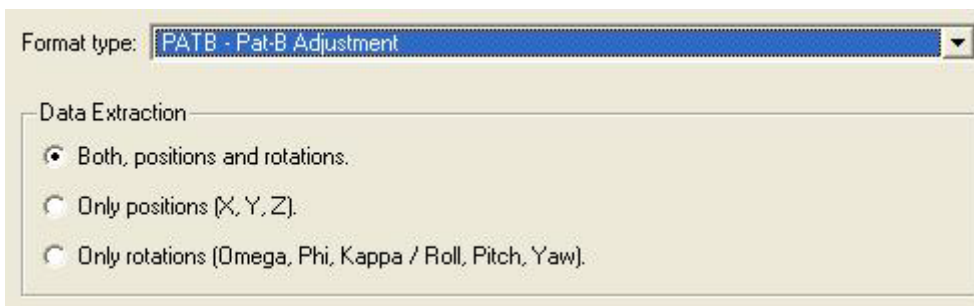 Format type: PATB - Pat-B Adjustment
Data Extraction
Both, positions and rotations.
Only positions (X, Y, Z).
Only rotations (Omega, Phi, Kappa / Roll, Pitch, Yaw).